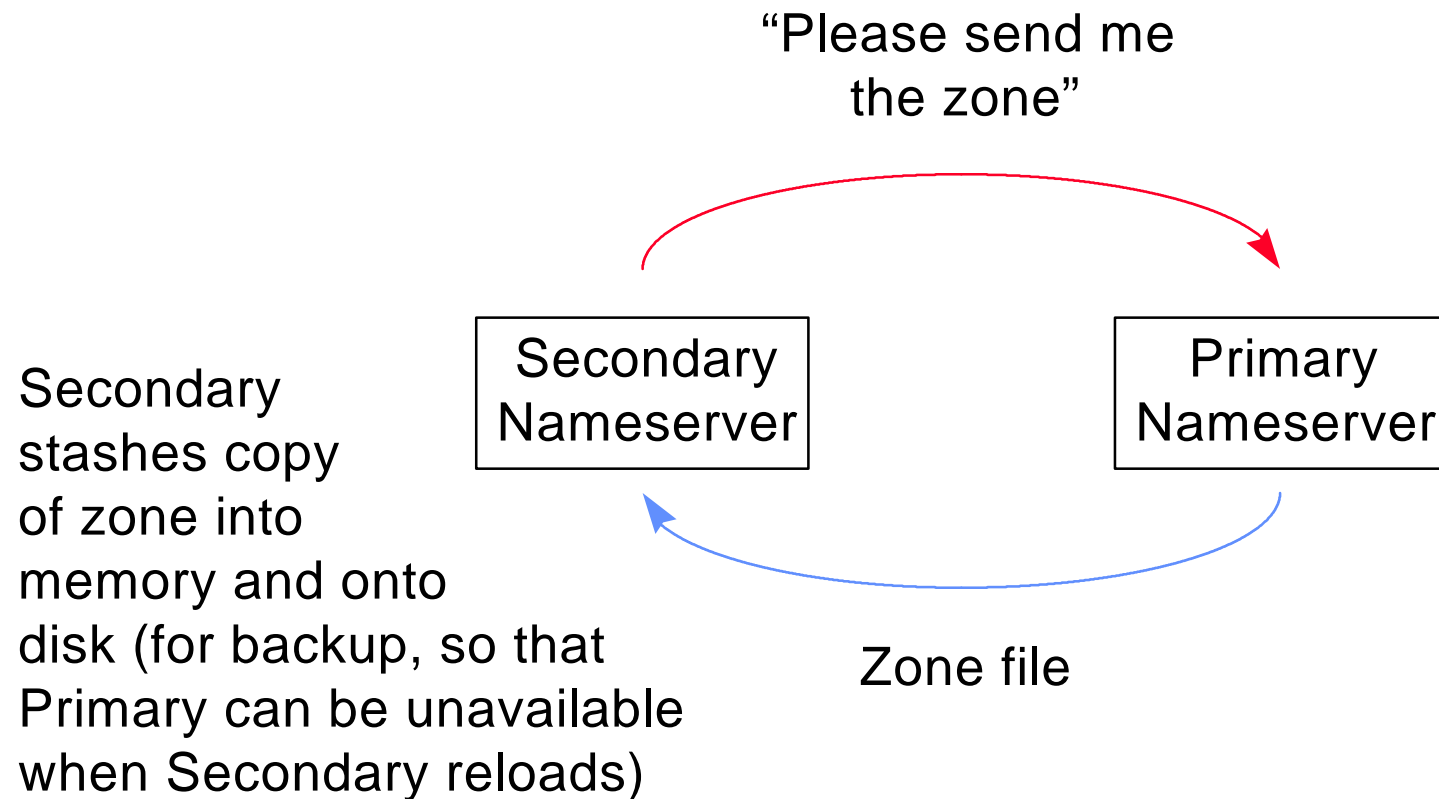 “Please send me
the zone”
Secondary
Nameserver
Primary
Nameserver
Secondary
stashes copy
of zone into
memory and onto
disk (for backup, so that
Primary can be unavailable
when Secondary reloads)
Zone file